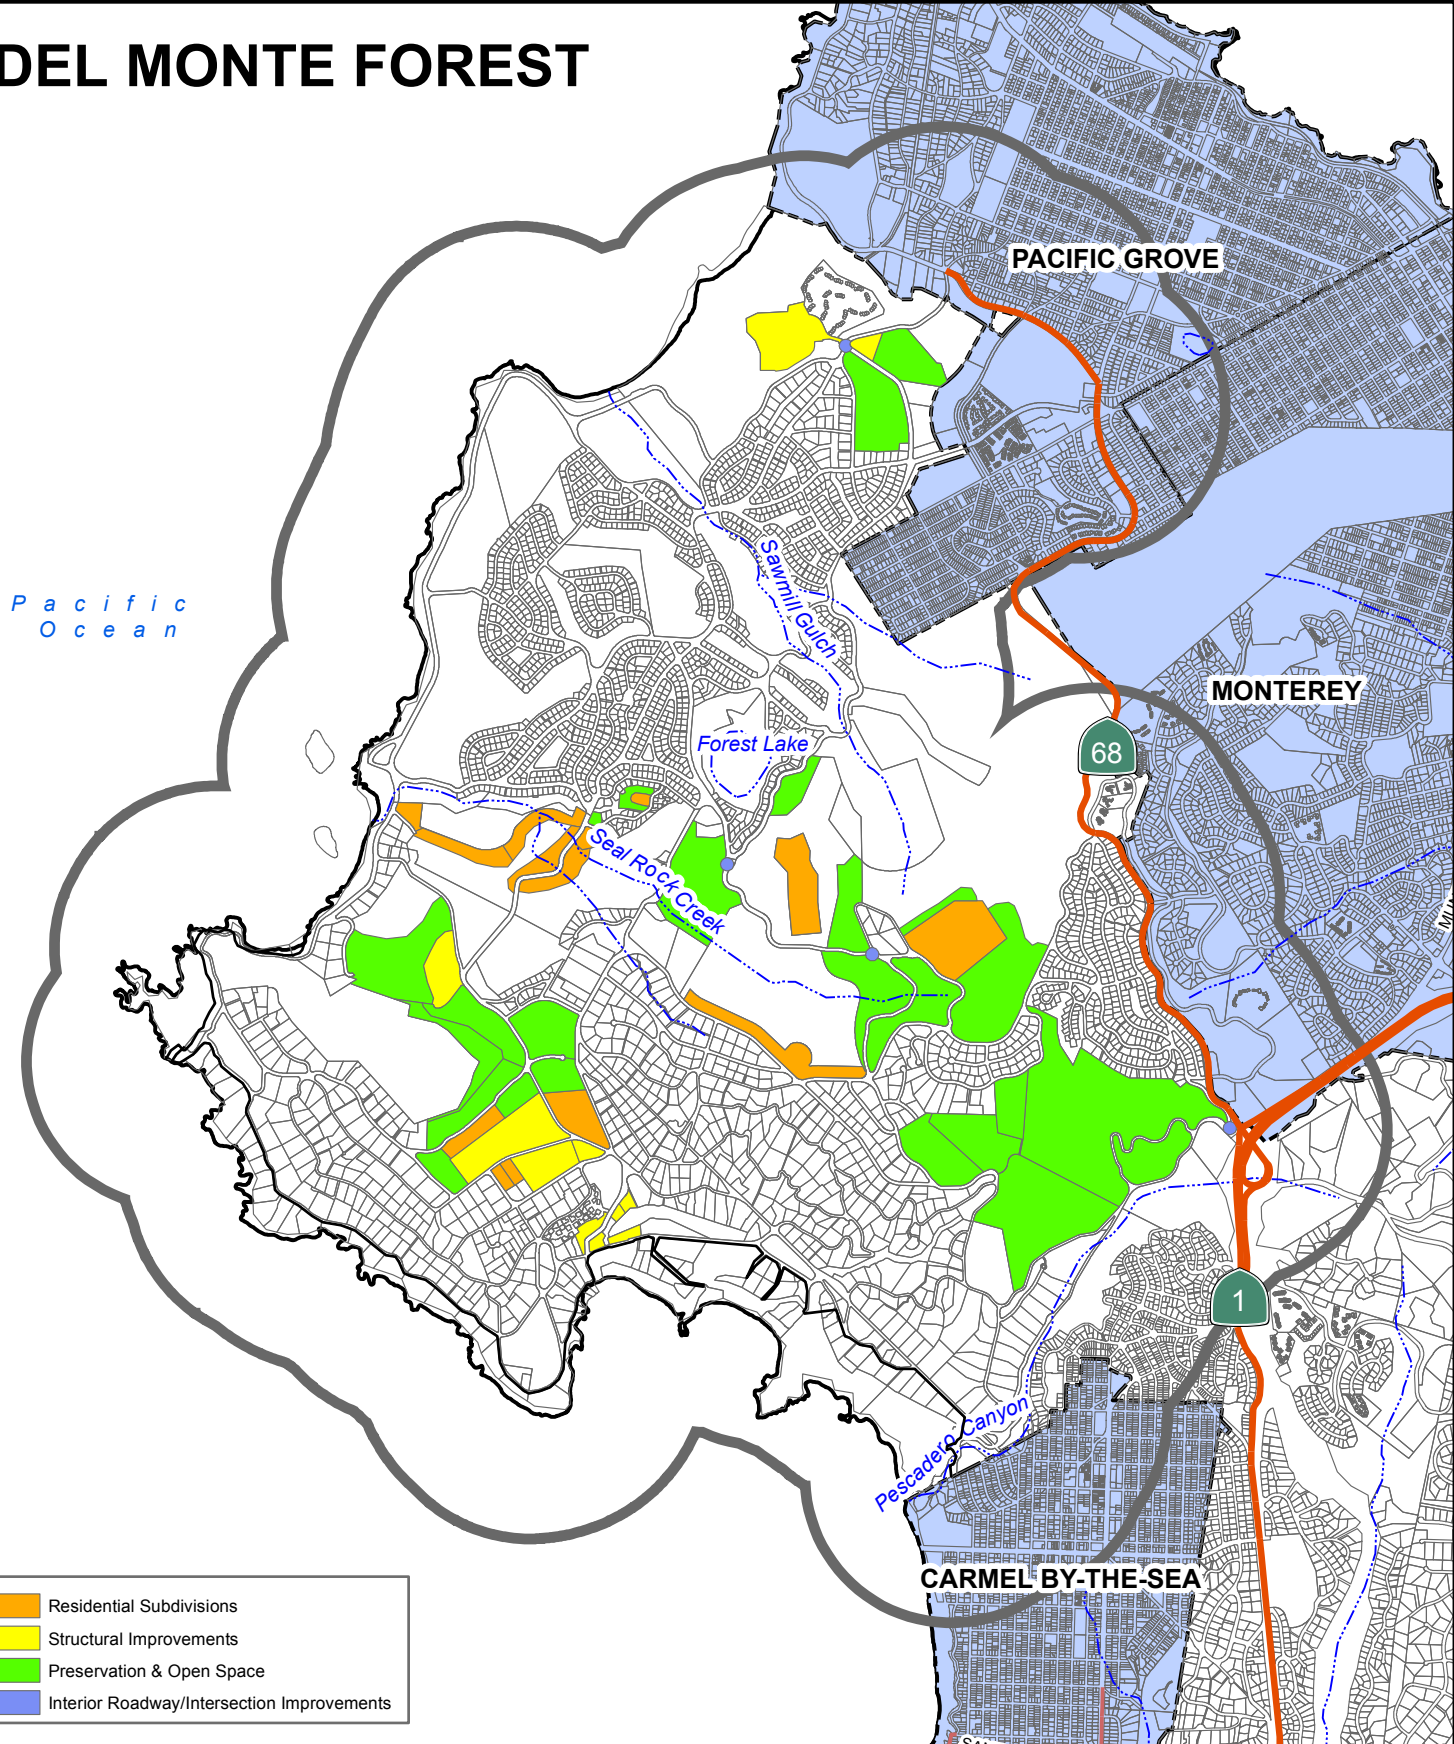 DEL MONTE FOREST
PACIFIC GROVE
Pacific
Ocean
Sawmill Gulch
MONTEREY
68
Forest Lake
Seal Rock Creek
1
Pescadero Canyon
CARMEL BY-THE-SEA
Residential Subdivisions
Structural Improvements
Preservation & Open Space
Interior Roadway/Intersection Improvements